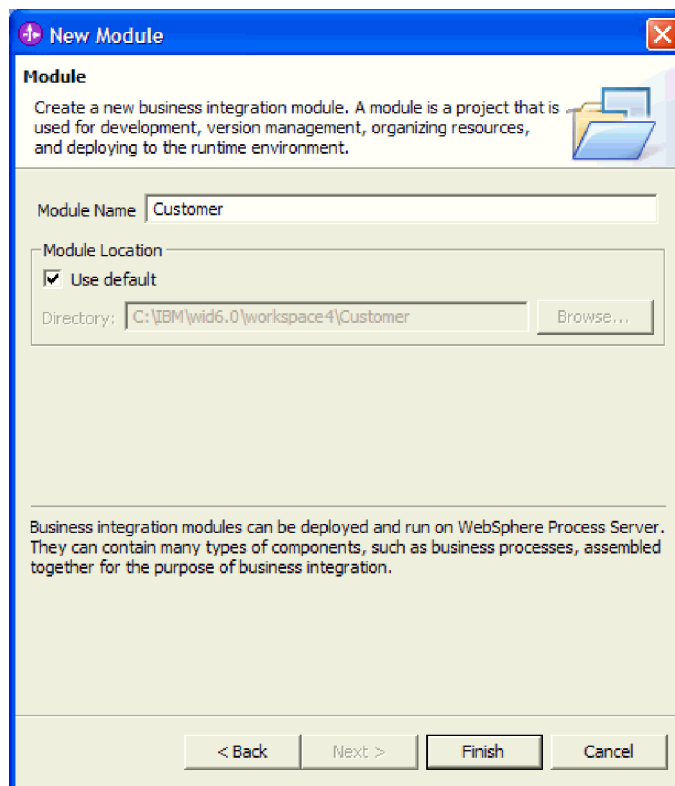 New Module
Module
Create a new business integration module. A module is a project that is
used for development, version management, organizing resources,
and deploying to the runtime environment.
Module Name Customer
Module Location
Use default
Directory: C:\IBM\wid6.0\workspace4\Customer Browse...
Business integration modules can be deployed and run on WebSphere Process Server.
They can contain many types of components, such as business processes, assembled
together for the purpose of business integration.
< Back Next > Finish Cancel